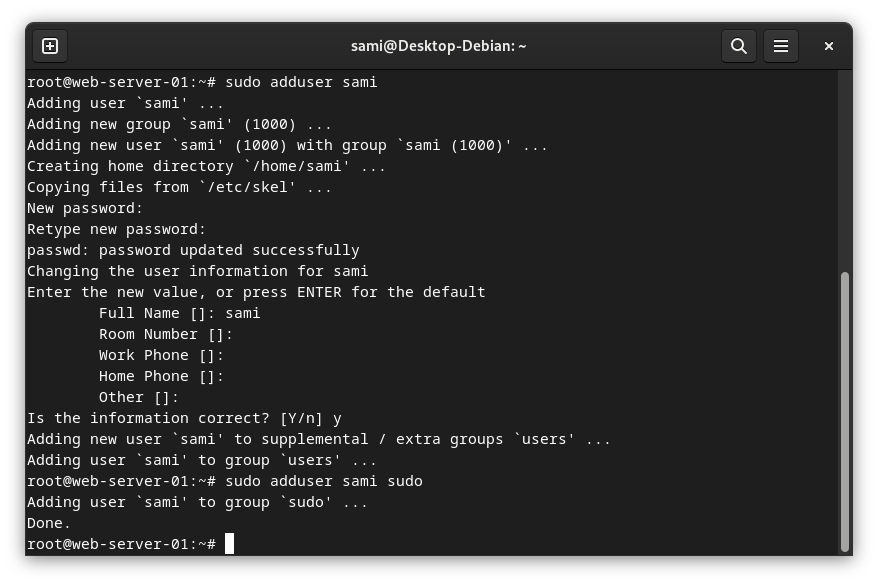 sami@Desktop-Debian: ~
root@web-server-01:~# sudo adduser sami
Adding user `sami' ...
Adding new group `sami' (1000) ...
Adding new user `sami' (1000) with group `sami (1000)' ...
Creating home directory `/home/sami' ...
Copying files from `/etc/skel' ...
New password:
Retype new password:
passwd: password updated successfully
Changing the user information for sami
Enter the new value, or press ENTER for the default
        Full Name []: sami
        Room Number []:
        Work Phone []:
        Home Phone []:
        Other []:
Is the information correct? [Y/n] y
Adding new user `sami' to supplemental / extra groups `users' ...
Adding user `sami' to group `users' ...
root@web-server-01:~# sudo adduser sami sudo
Adding user `sami' to group `sudo' ...
Done.
root@web-server-01:~#